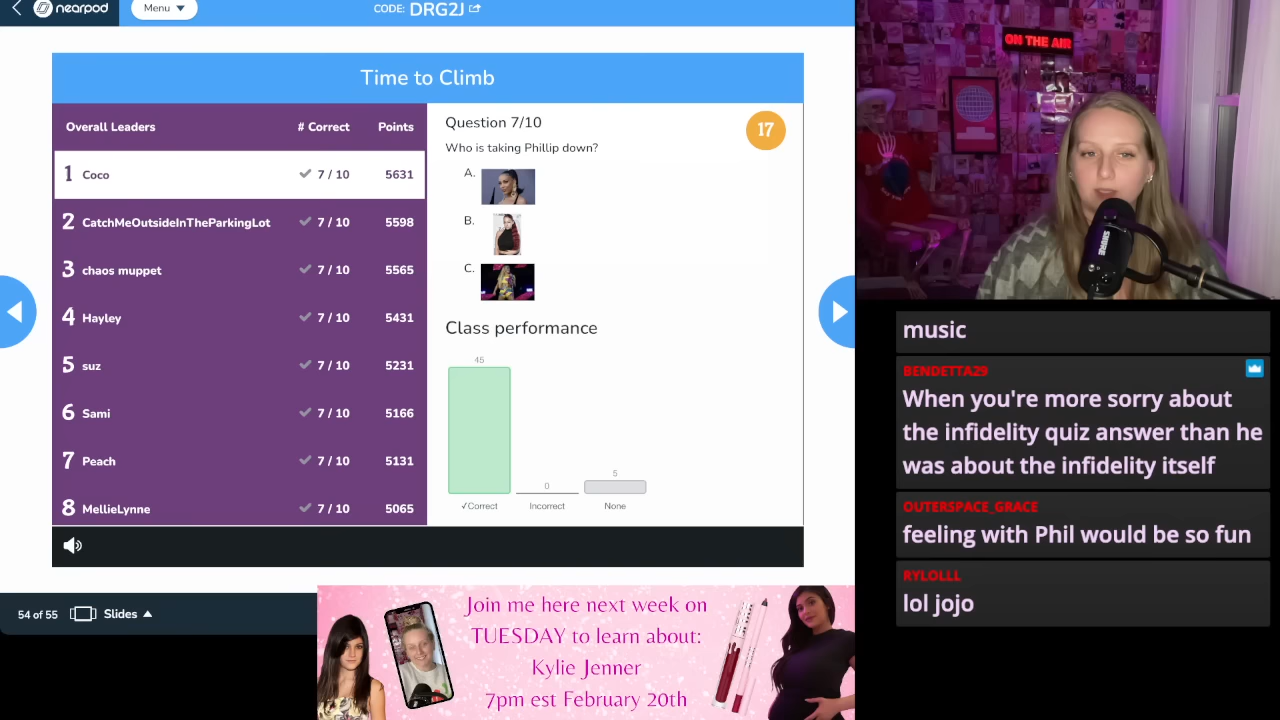 nearpod
Menu
CODE: DRG2J
Time to Climb
Overall Leaders # Correct Points
1 Coco 7 / 10 5631
2 CatchMeOutsideInTheParkingLot 7 / 10 5598
3 chaos muppet 7 / 10 5565
4 Hayley 7 / 10 5431
5 suz 7 / 10 5231
6 Sami 7 / 10 5166
7 Peach 7 / 10 5131
8 MellieLynne 7 / 10 5065
Question 7/10
17
Who is taking Phillip down?
A.
B.
C.
Class performance
45
0
5
✓Correct Incorrect None
54 of 55 Slides
Join me here next week on
TUESDAY to learn about:
Kylie Jenner
7pm est February 20th
ON THE AIR
SHURE
music
BENDETTA29
When you're more sorry about
the infidelity quiz answer than he
was about the infidelity itself
OUTERSPACE_GRACE
feeling with Phil would be so fun
RYLOLLL
lol jojo